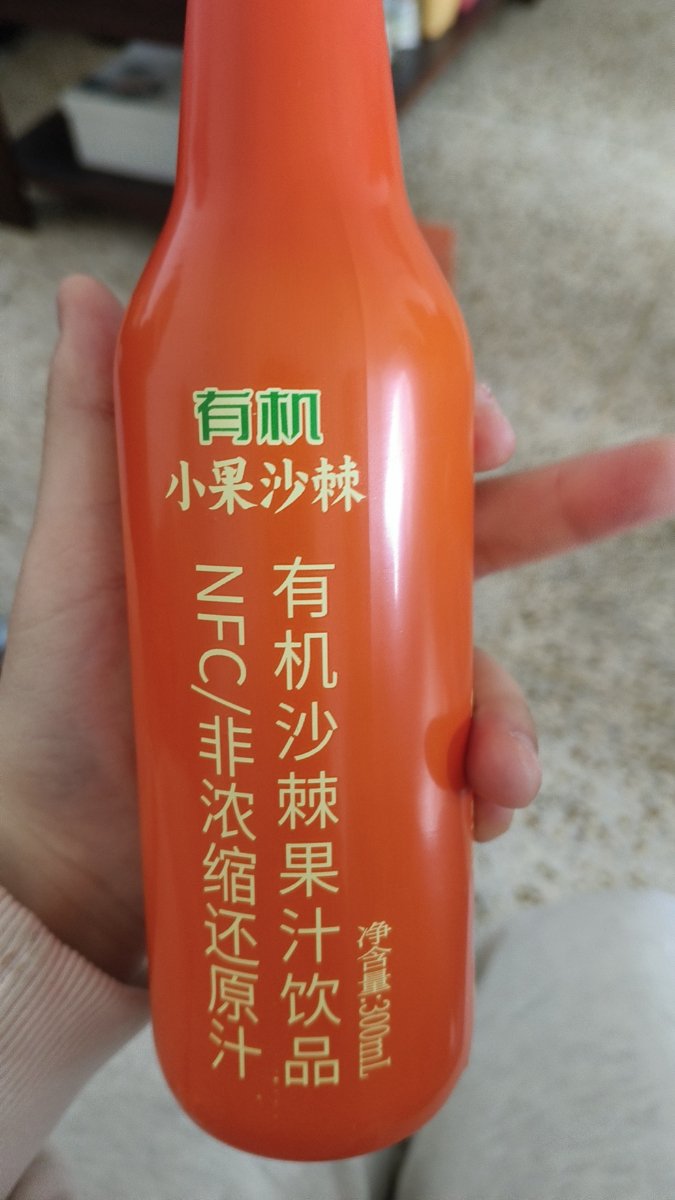 有机
小果沙棘
有机沙棘果汁饮品
NFC/非浓缩还原汁
净含量:300mL